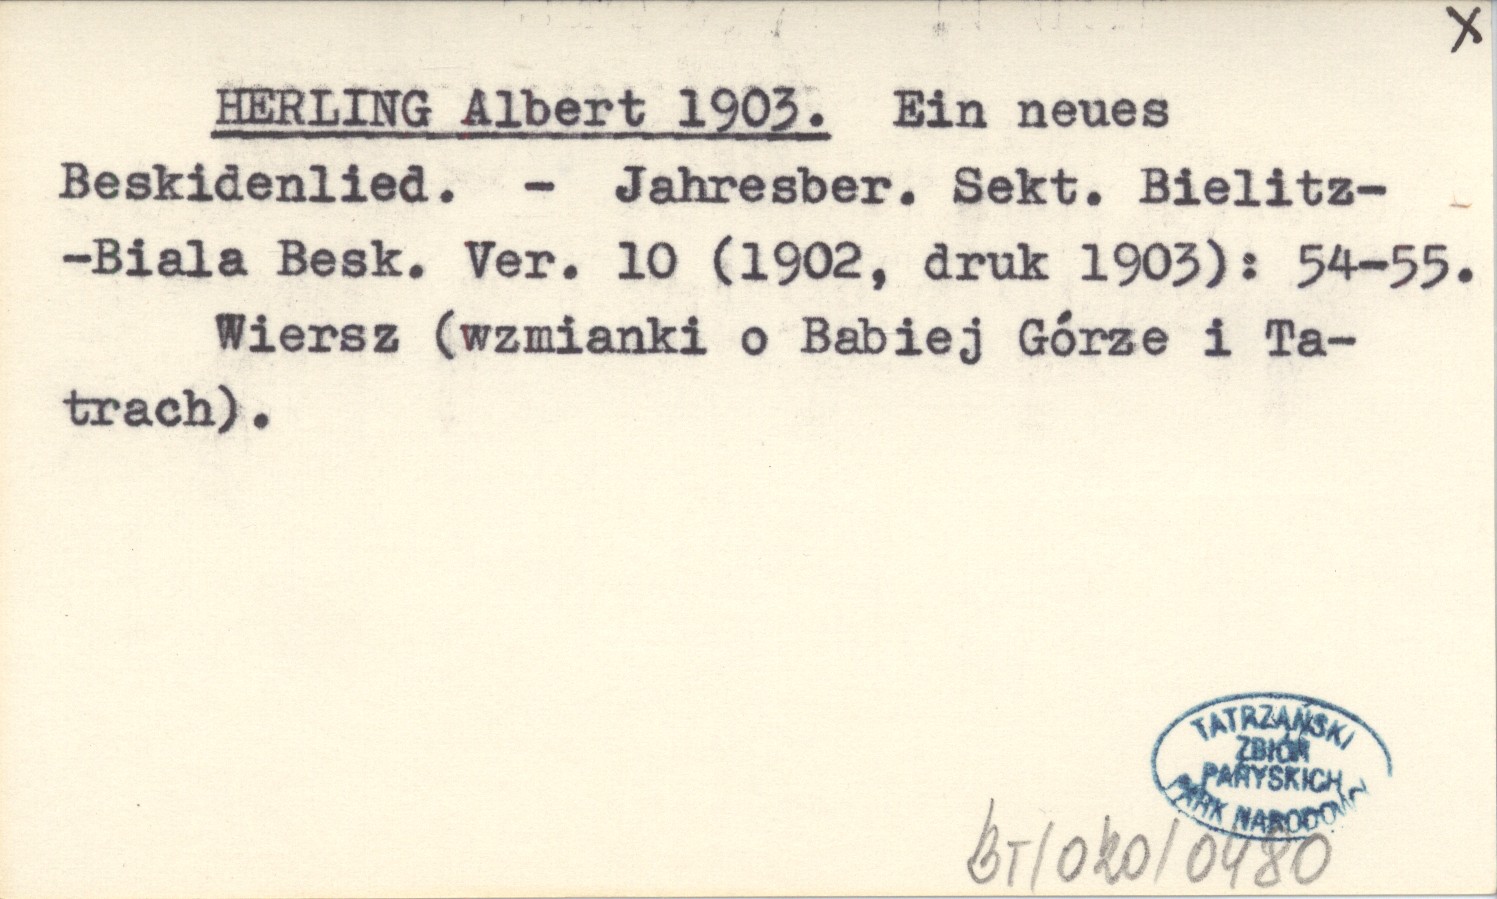 X
HERLING Albert 1903. Ein neues
Beskidenlied. - Jahresber. Sekt. Bielitz-
-Biala Besk. Ver. 10 (1902, druk 1903): 54-55.
Wiersz (wzmianki o Babiej Górze i Ta-
trach).
TATRZAŃSKI
ZBIÓR
PARYSKICH
PARK NARODOWY
BT/020/0480